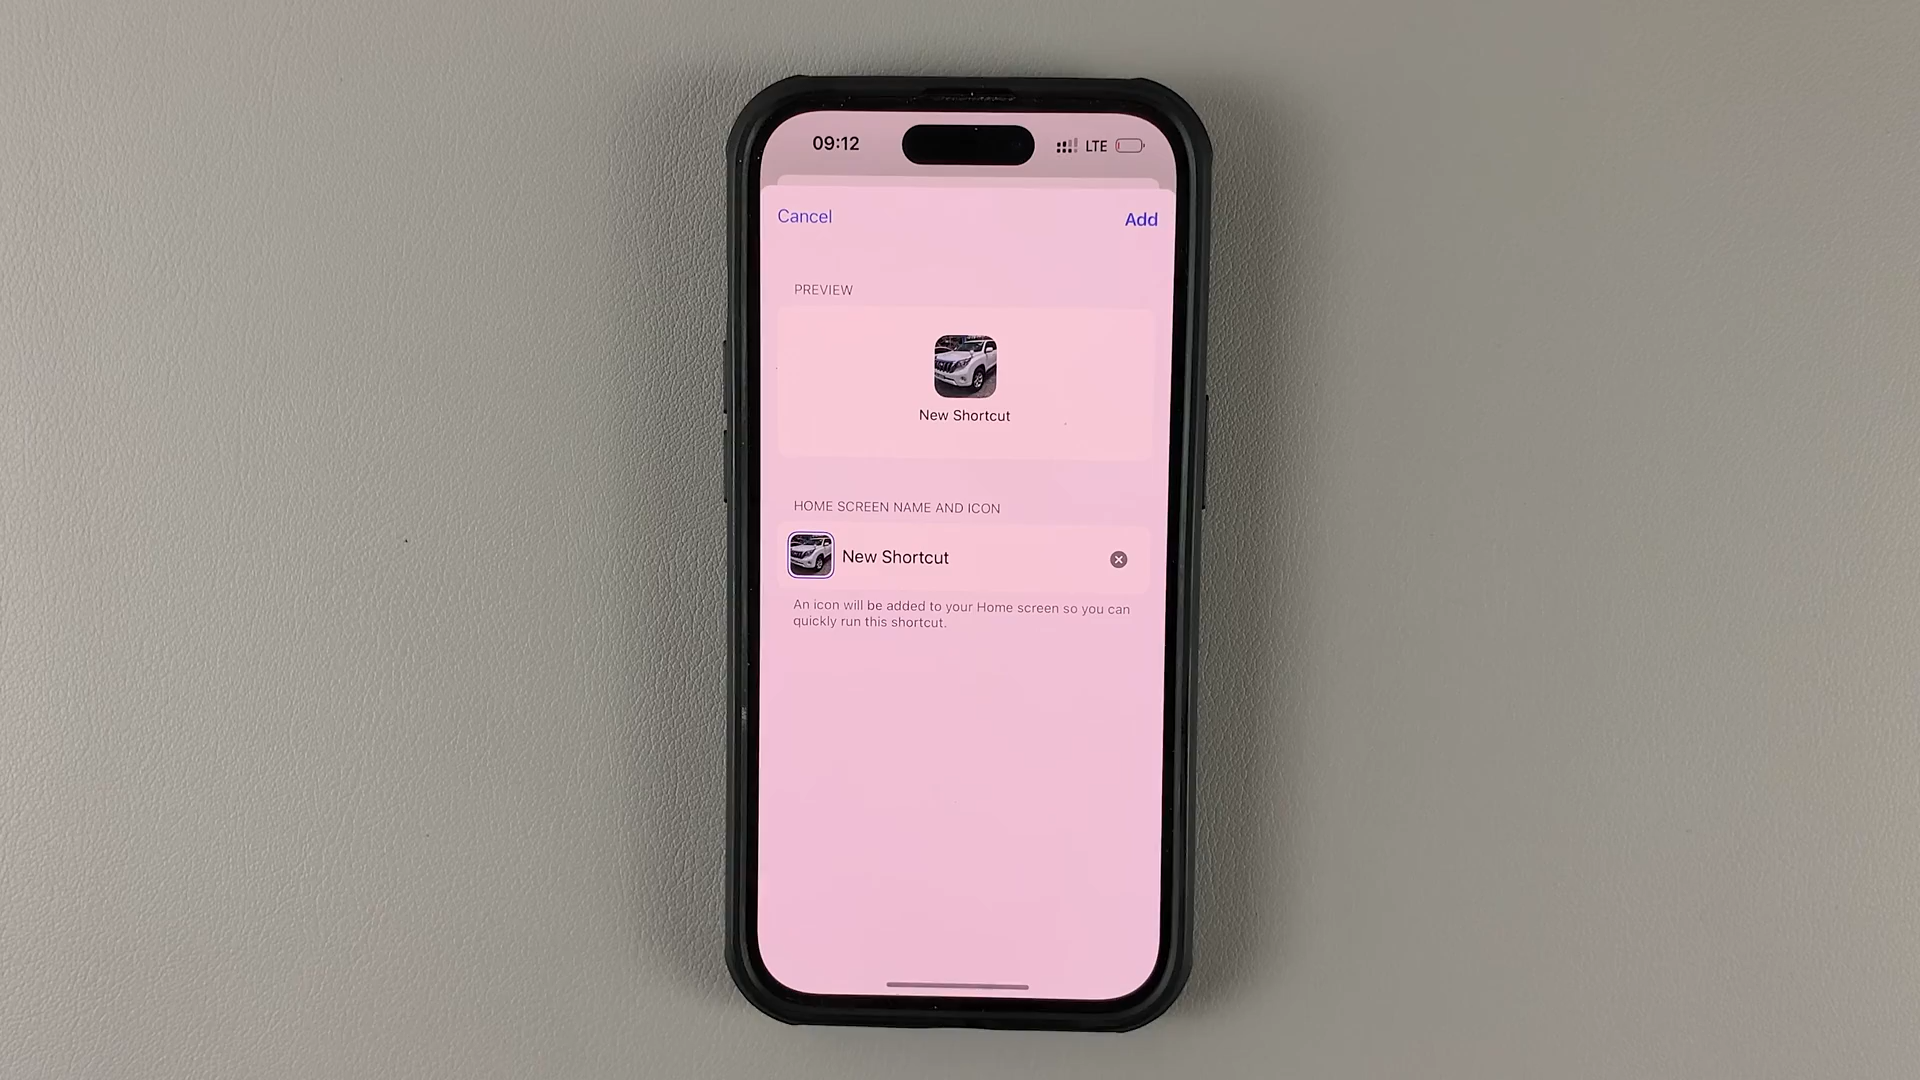 09:12
LTE
Cancel
Add
PREVIEW
New Shortcut
HOME SCREEN NAME AND ICON
New Shortcut
An icon will be added to your Home screen so you can
quickly run this shortcut.